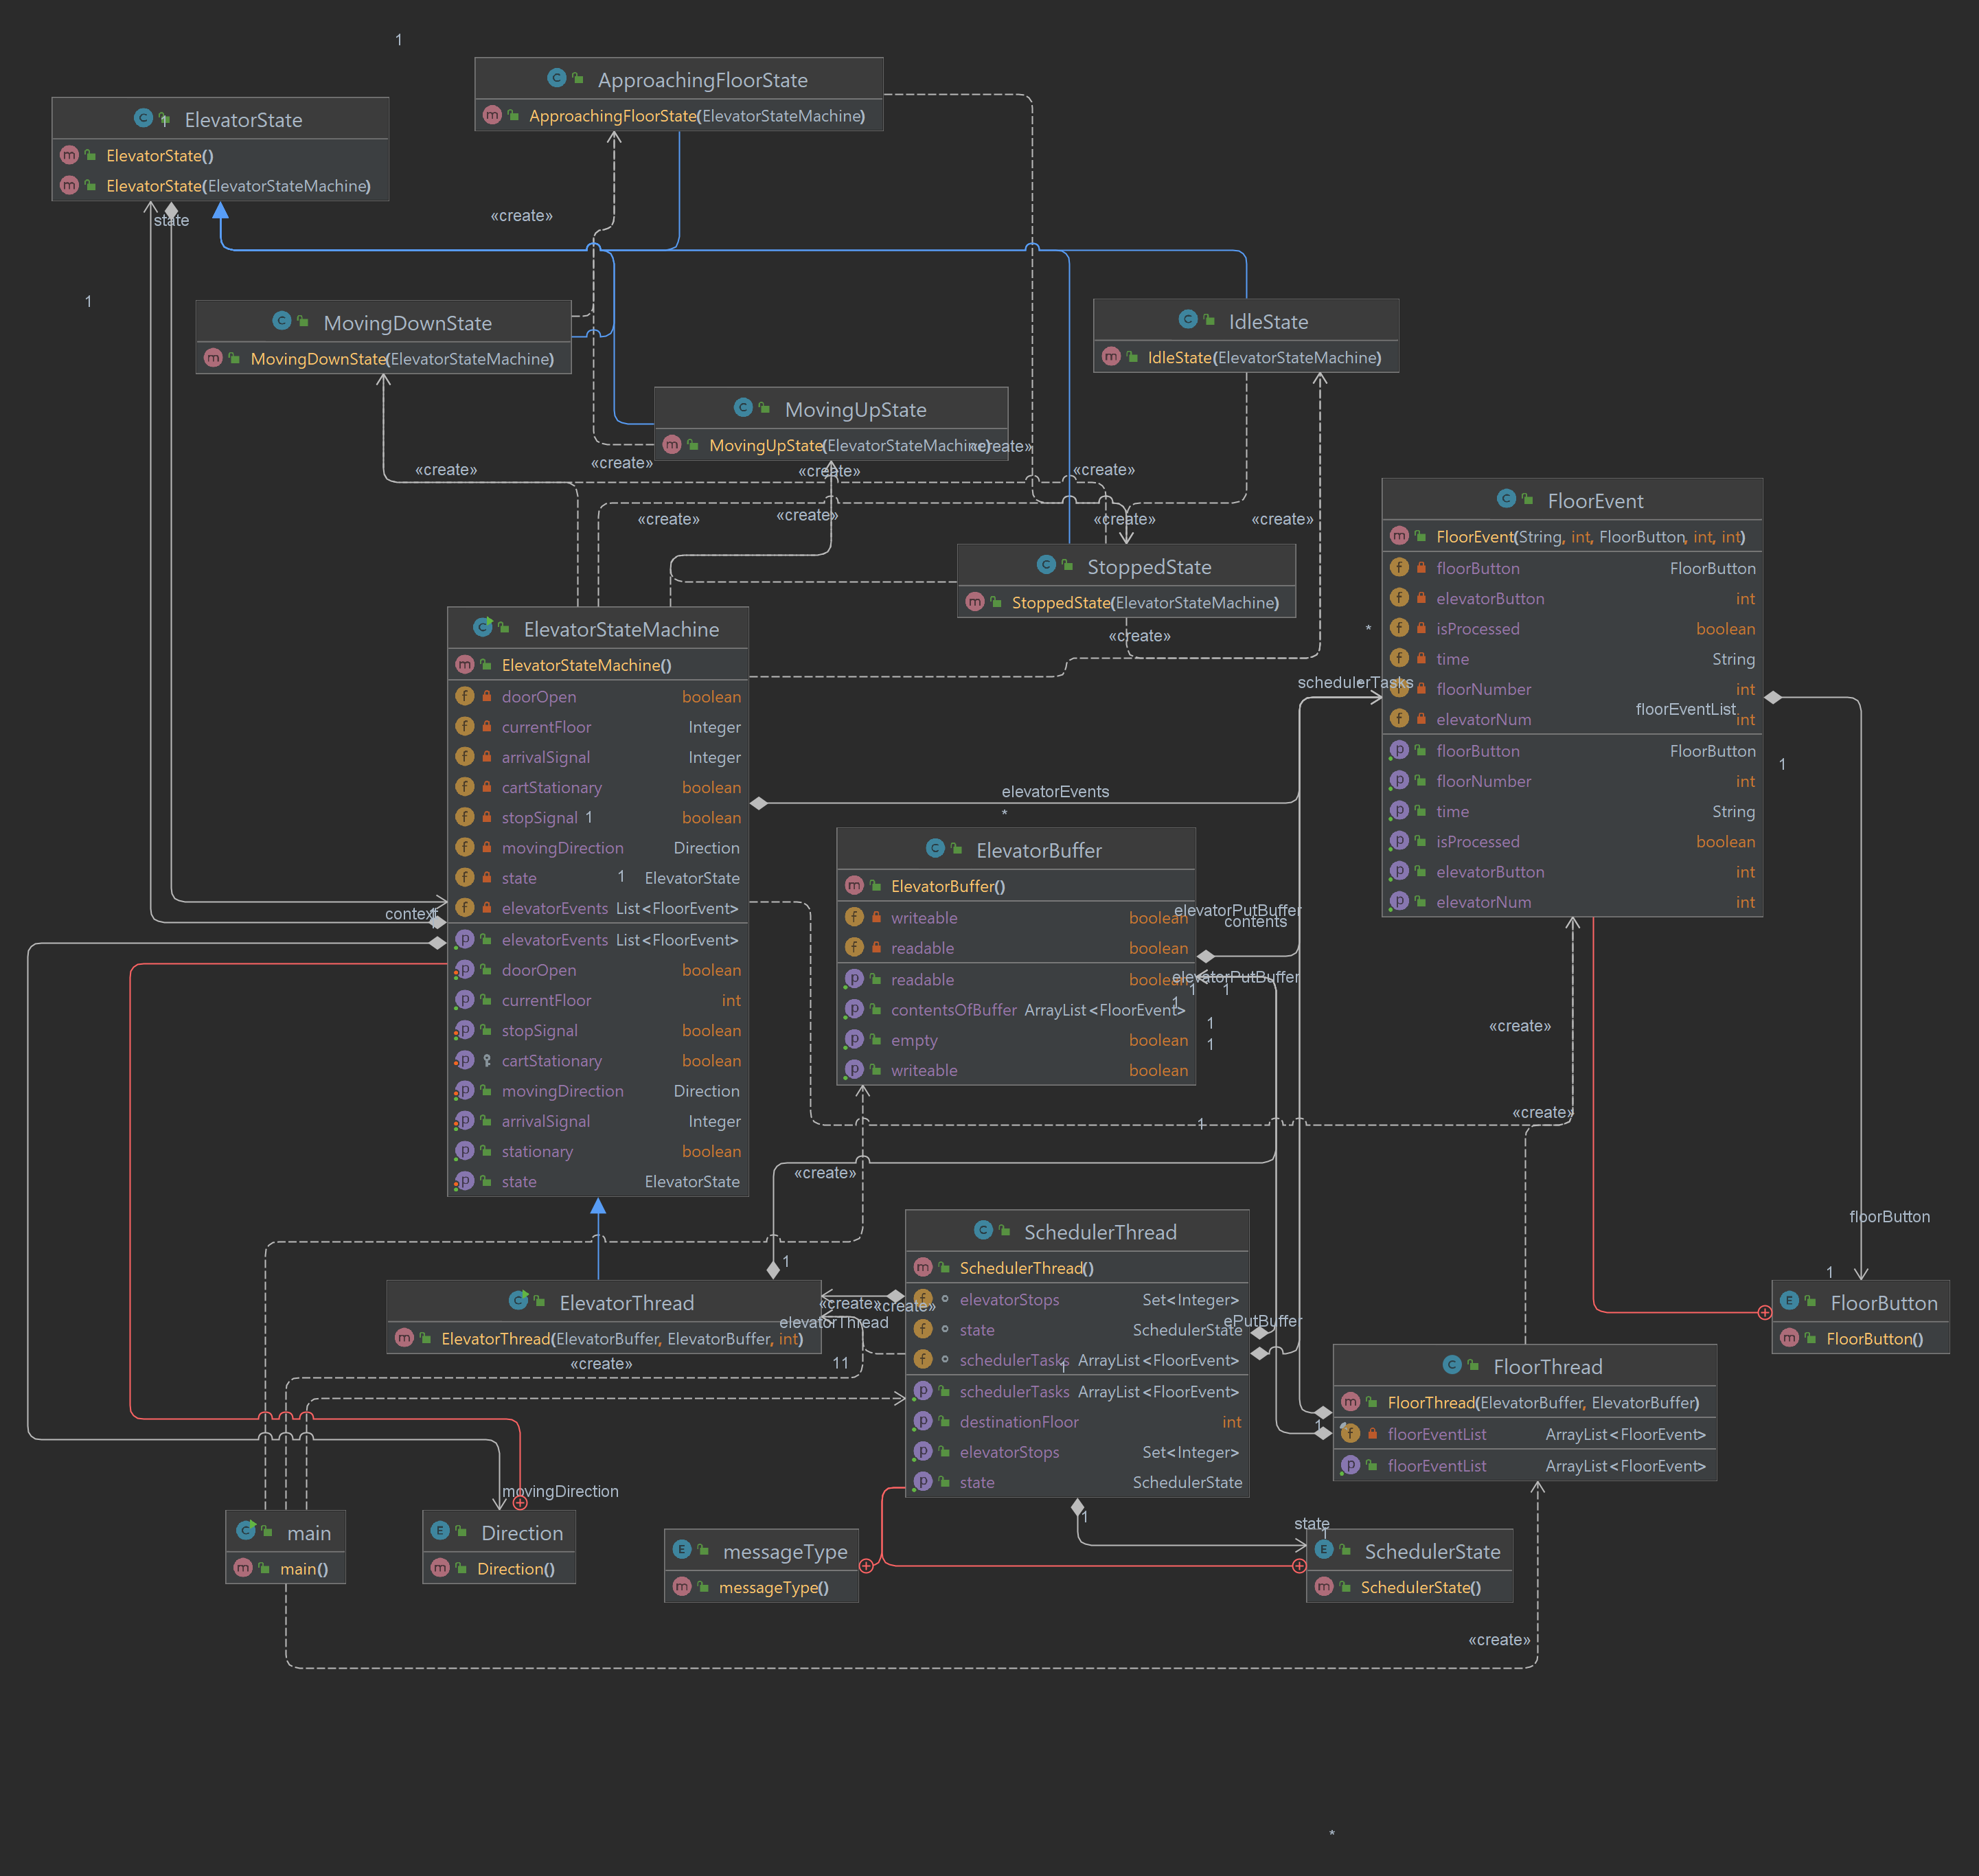 1
ApproachingFloorState
ApproachingFloorState(ElevatorStateMachine)
ElevatorState
ElevatorState()
ElevatorState(ElevatorStateMachine)
state
«create»
1
MovingDownState
MovingDownState(ElevatorStateMachine)
IdleState
IdleState(ElevatorStateMachine)
MovingUpState
MovingUpState(ElevatorStateMachine)
«create»
«create»
«create»
«create»
«create»
«create»
«create»
«create»
«create»
StoppedState
StoppedState(ElevatorStateMachine)
«create»
FloorEvent
FloorEvent(String, int, FloorButton, int, int)
floorButton FloorButton
elevatorButton int
isProcessed boolean
time String
floorNumber int
elevatorNum int
floorButton FloorButton
floorNumber int
time String
isProcessed boolean
elevatorButton int
elevatorNum int
*
schedulerTasks
*
floorEventList
1
ElevatorStateMachine
ElevatorStateMachine()
doorOpen boolean
currentFloor Integer
arrivalSignal Integer
cartStationary boolean
stopSignal 1 boolean
movingDirection Direction
state 1 ElevatorState
elevatorEvents List<FloorEvent>
elevatorEvents List<FloorEvent>
doorOpen boolean
currentFloor int
stopSignal boolean
cartStationary boolean
movingDirection Direction
arrivalSignal Integer
stationary boolean
state ElevatorState
context
elevatorEvents
*
ElevatorBuffer
ElevatorBuffer()
writeable boolean
readable boolean
readable boolean
contentsOfBuffer ArrayList<FloorEvent>
empty boolean
writeable boolean
elevatorPutBuffer
contents
elevatorPutBuffer
1
1
1
1
1
«create»
«create»
1
«create»
floorButton
1
SchedulerThread
SchedulerThread()
elevatorStops Set<Integer>
state SchedulerState
schedulerTasks ArrayList<FloorEvent>
schedulerTasks ArrayList<FloorEvent>
destinationFloor int
elevatorStops Set<Integer>
state SchedulerState
1
1
ePutBuffer
ElevatorThread
ElevatorThread(ElevatorBuffer, ElevatorBuffer, int)
«create»
«create»
elevatorThread
«create»
11
FloorButton
FloorButton()
FloorThread
FloorThread(ElevatorBuffer, ElevatorBuffer)
floorEventList ArrayList<FloorEvent>
floorEventList ArrayList<FloorEvent>
1
movingDirection
main
main()
Direction
Direction()
messageType
messageType()
1
state
1
SchedulerState
SchedulerState()
«create»
*